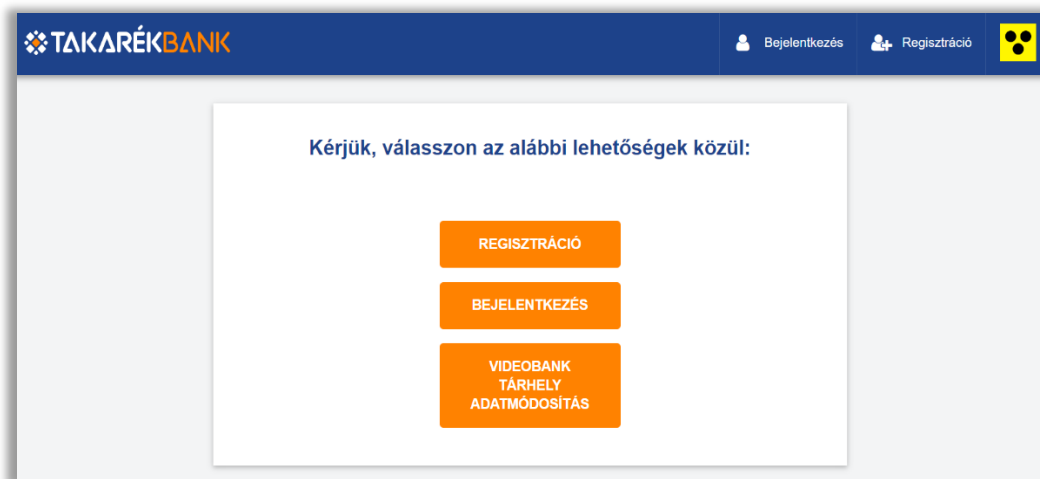 TAKARÉKBANK
Bejelentkezés
Regisztráció
Kérjük, válasszon az alábbi lehetőségek közül:
REGISZTRÁCIÓ
BEJELENTKEZÉS
VIDEOBANK
TÁRHELY
ADATMÓDOSÍTÁS